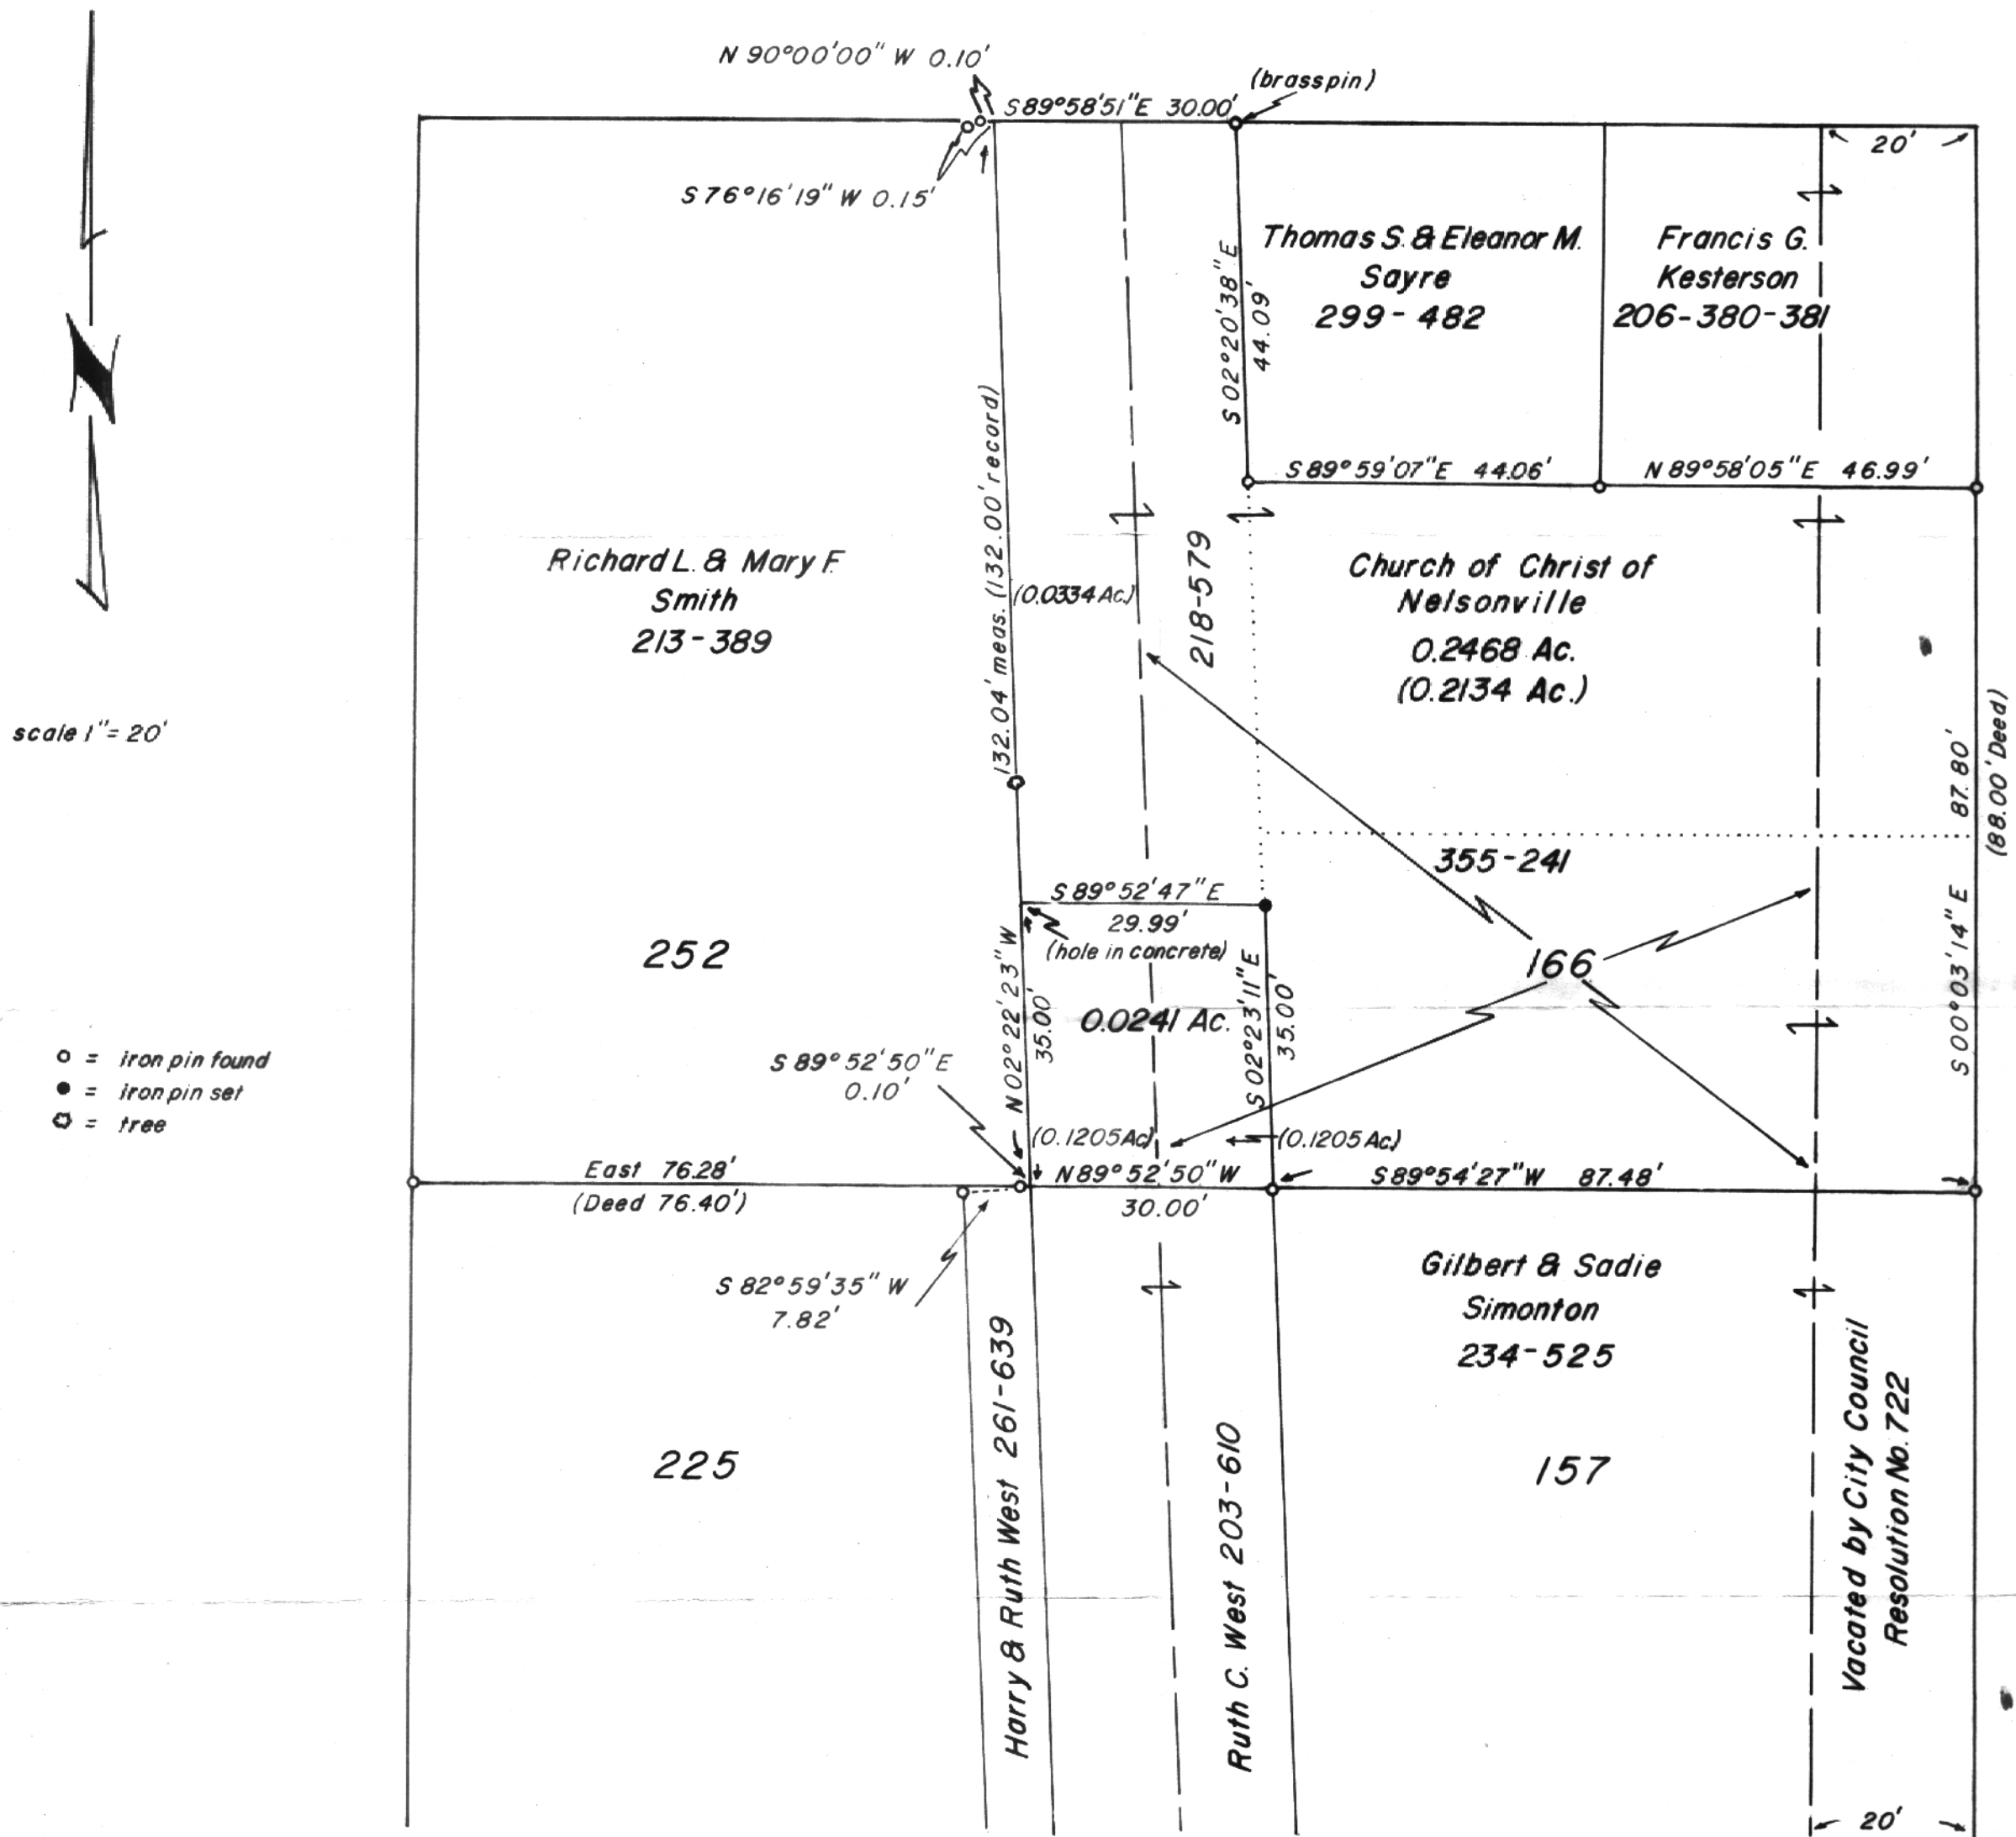 N 90°00'00" W 0.10'
(brass pin)
S 89°58'51" E 30.00'
20'
S 76°16'19" W 0.15'
Thomas S. & Eleanor M.
Sayre
299-482
Francis G.
Kesterson
206-380-381
S 02°20'38" E
44.09'
S 89°59'07" E 44.06'
N 89°58'05" E 46.99'
132.04' meas. (132.00' record)
Richard L. & Mary F.
Smith
213-389
(0.0334 Ac.)
218-579
Church of Christ of
Nelsonville
0.2468 Ac.
(0.2134 Ac.)
scale 1" = 20'
S 00°03'14" E 87.80'
(88.00' Deed)
355-241
S 89°52'47" E
29.99'
(hole in concrete)
252
166
N 02°22'23" W
35.00'
0.0241 Ac.
S 02°23'11" E
35.00'
= iron pin found
= iron pin set
= tree
S 89°52'50" E
0.10'
(0.1205 Ac.)
(0.1205 Ac.)
East 76.28'
(Deed 76.40')
N 89°52'50" W
30.00'
S 89°54'27" W 87.48'
S 82°59'35" W
7.82'
Gilbert & Sadie
Simonton
234-525
225
Harry & Ruth West 261-639
Ruth C. West 203-610
157
Vacated by City Council
Resolution No. 722
20'
N